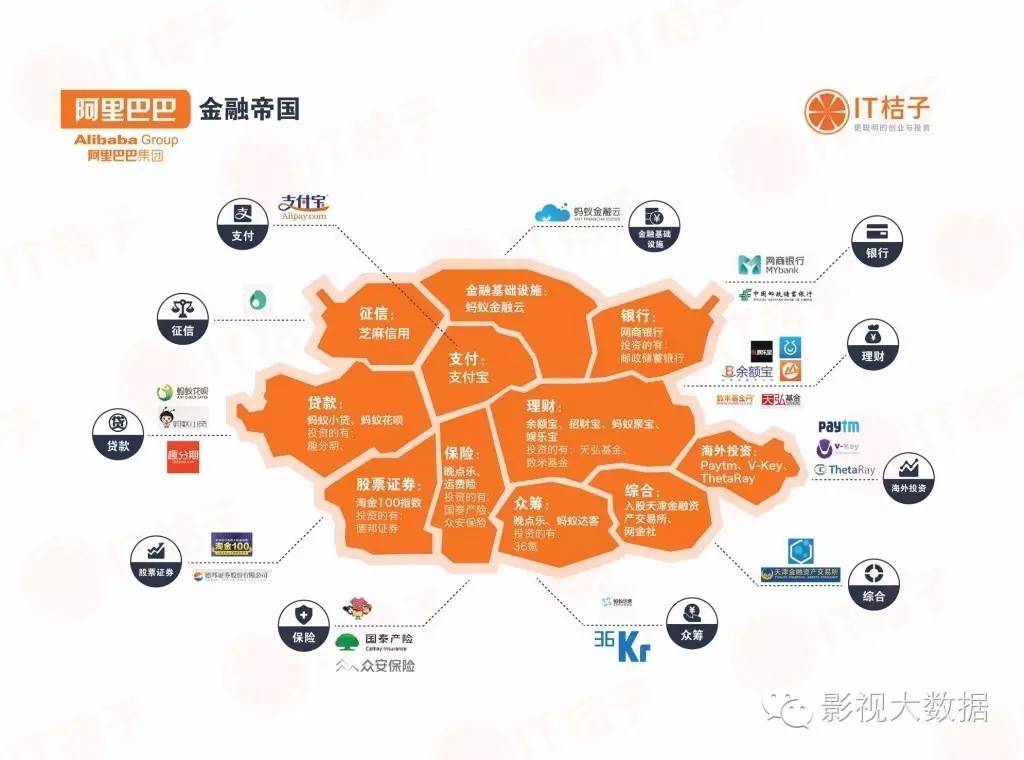 阿里巴巴
Alibaba Group
阿里巴巴集团
金融帝国
IT桔子
更聪明的创业与投资
支付
支付宝
Alipay.com
蚂蚁金融云
ANT FINANCIAL CLOUD
金融基础
设施
网商银行
MYbank
中国邮政储蓄银行
银行
征信
理财
娱乐宝
余额宝
数米基金网
天弘基金
蚂蚁花呗
蚂蚁小贷
趣分期
贷款
征信:
芝麻信用
金融基础设施:
蚂蚁金融云
银行:
网商银行
投资的有:
邮政储蓄银行
支付:
支付宝
贷款:
蚂蚁小贷、蚂蚁花呗
投资的有:
趣分期、
理财:
余额宝、招财宝、蚂蚁聚宝、
娱乐宝
投资的有:天弘基金、
数米基金
保险:
晚点乐、
运费险
投资的有:
国泰产险
众安保险
海外投资:
Paytm、V-Key、
ThetaRay
股票证券:
淘金100指数
投资的有:
德邦证券
众筹:
晚点乐、蚂蚁达客
投资的有:
36氪
综合:
入股天津金融资
产交易所、
网金社
paytm
V-Key
ThetaRay
海外投资
股票证券
淘金100
德邦证券股份有限公司
天津金融资产交易所
综合
保险
国泰产险
Cathay Insurance
众安保险
蚂蚁达客
36Kr
众筹
影视大数据